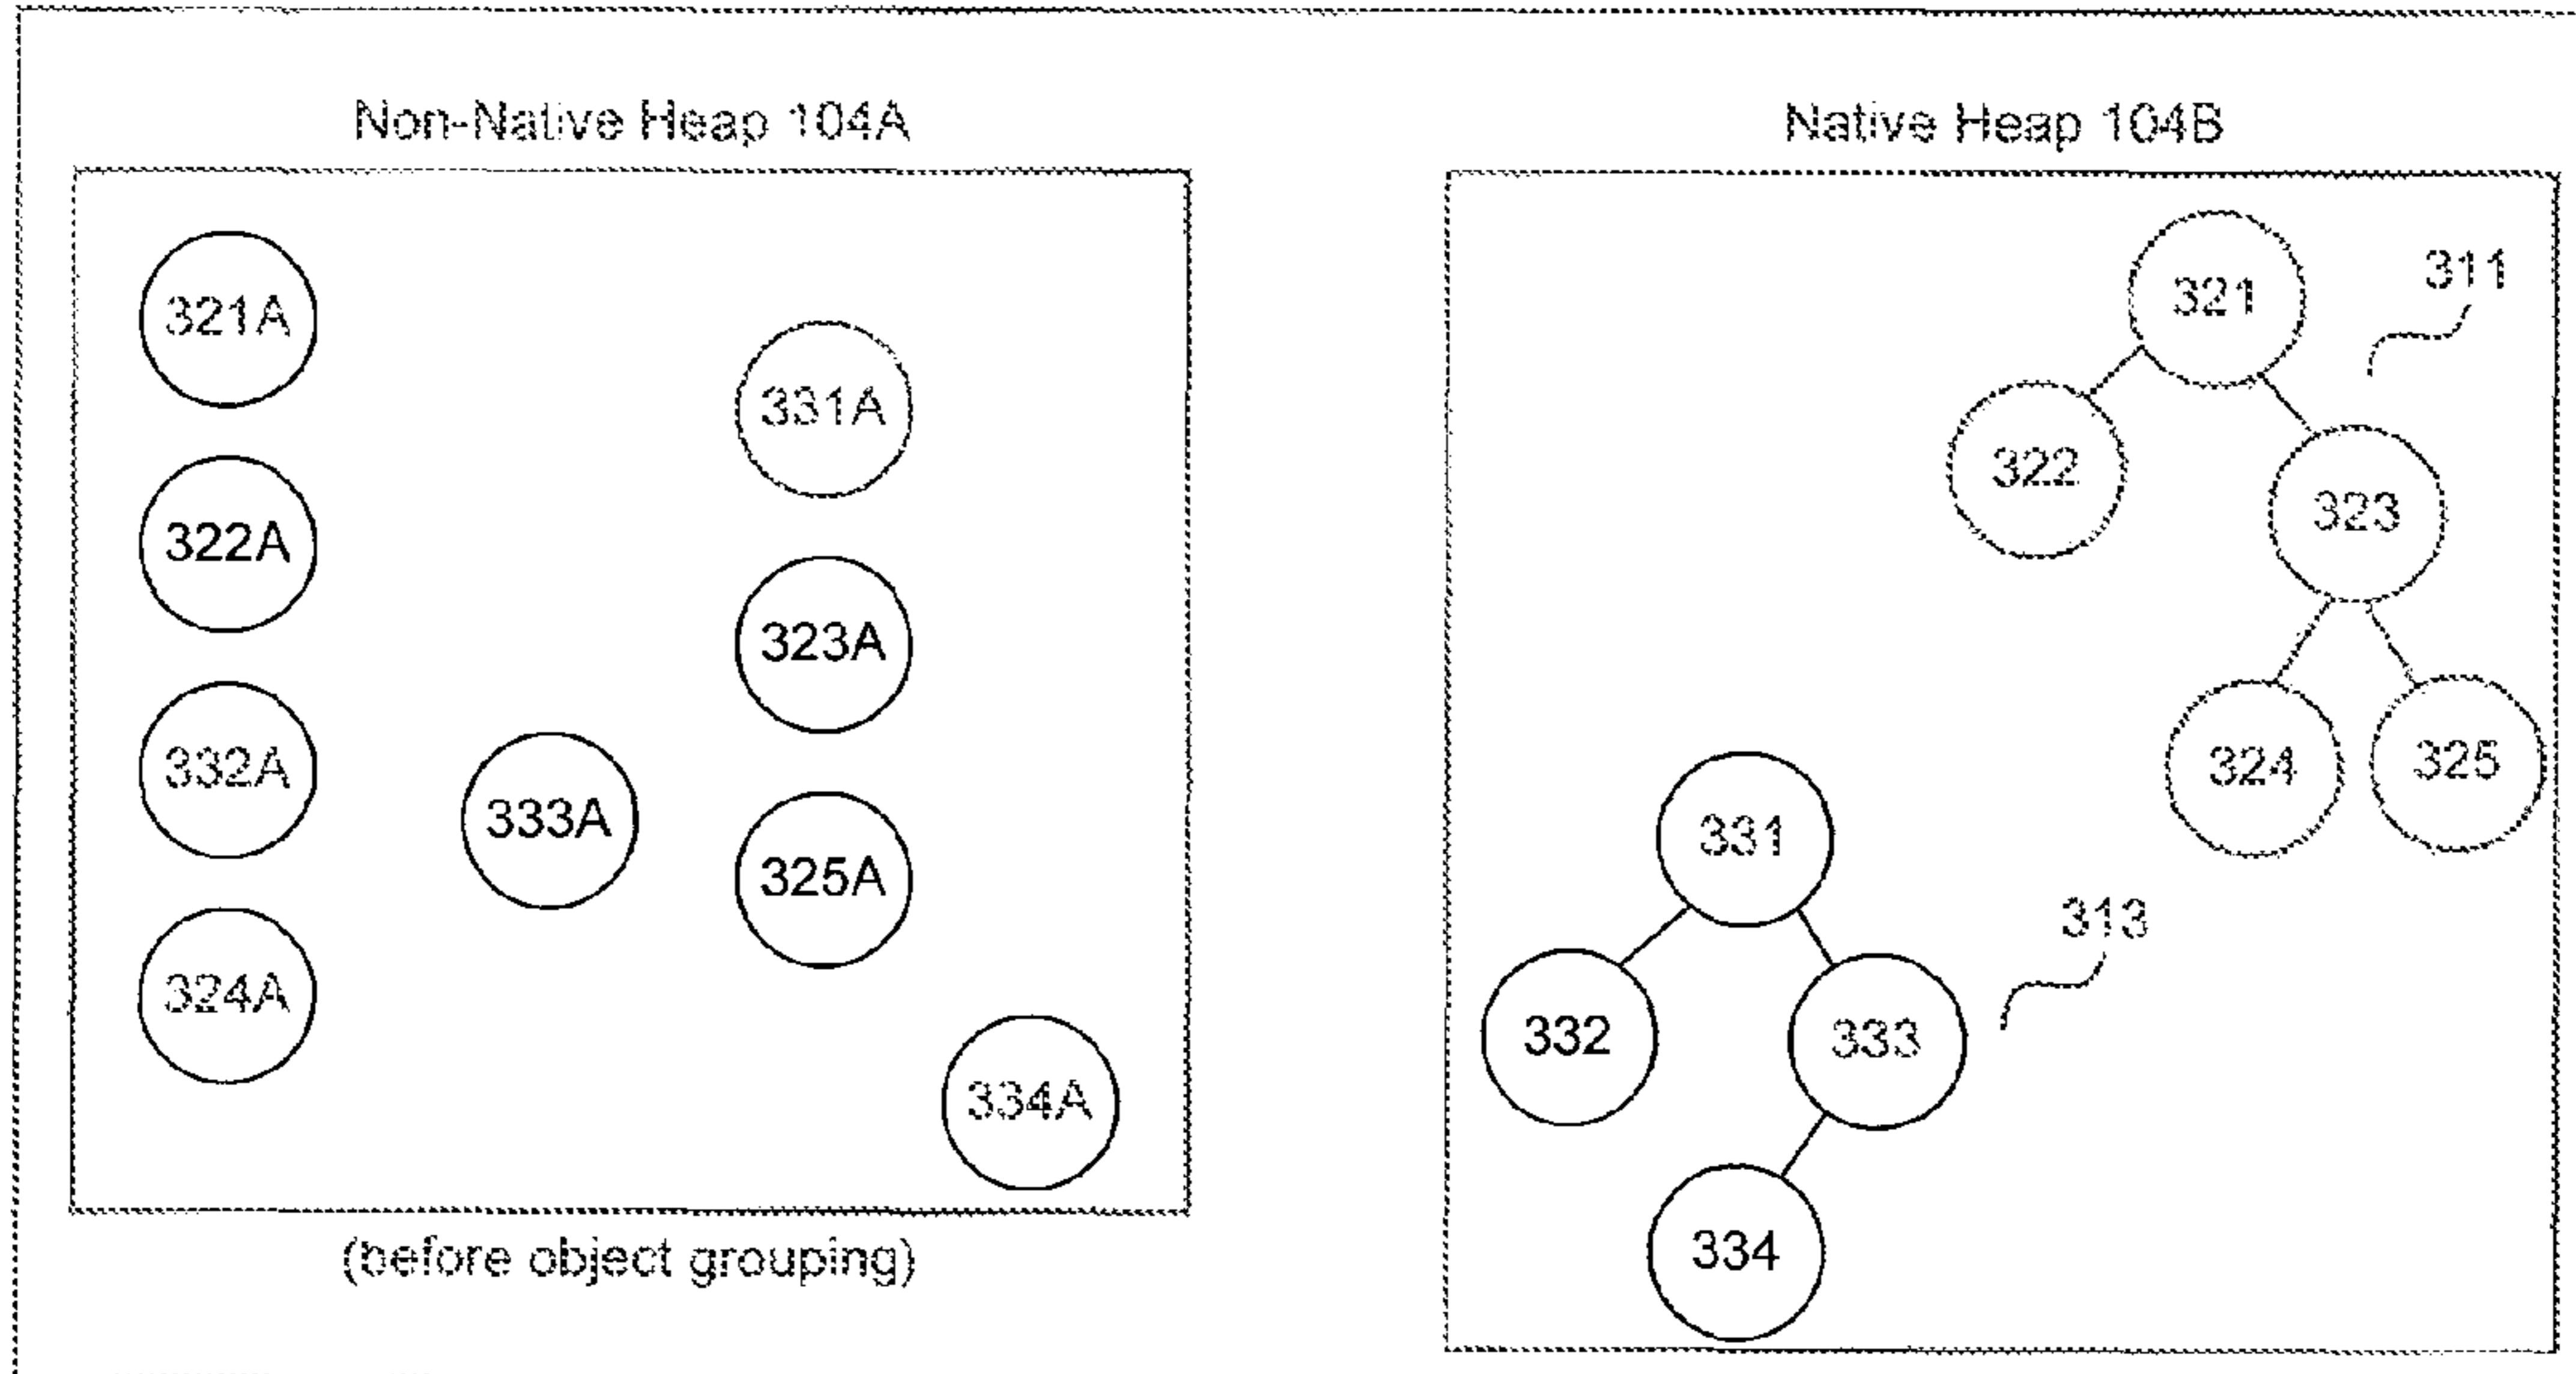 Non-Native Heap 104A
321A
331A
322A
323A
332A
333A
325A
324A
334A
(before object grouping)
Native Heap 104B
321
311
322
323
324
325
331
313
332
333
334